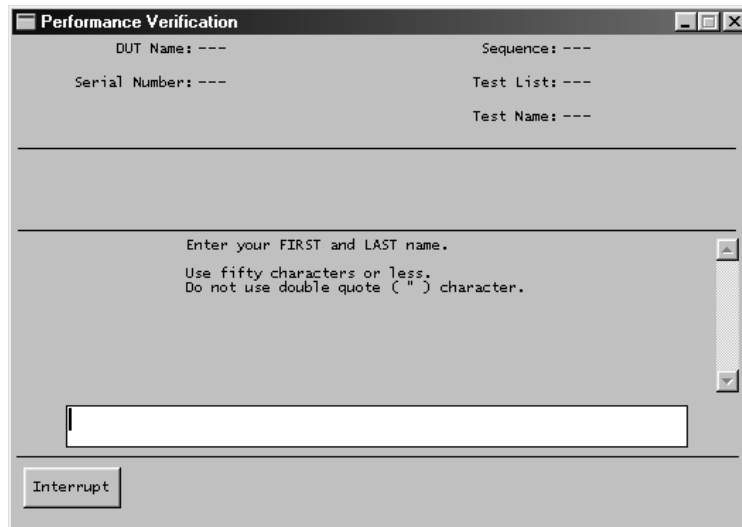 Performance Verification
DUT Name: ---
Sequence: ---
Serial Number: ---
Test List: ---
Test Name: ---
Enter your FIRST and LAST name.
Use fifty characters or less.
Do not use double quote ( " ) character.
Interrupt